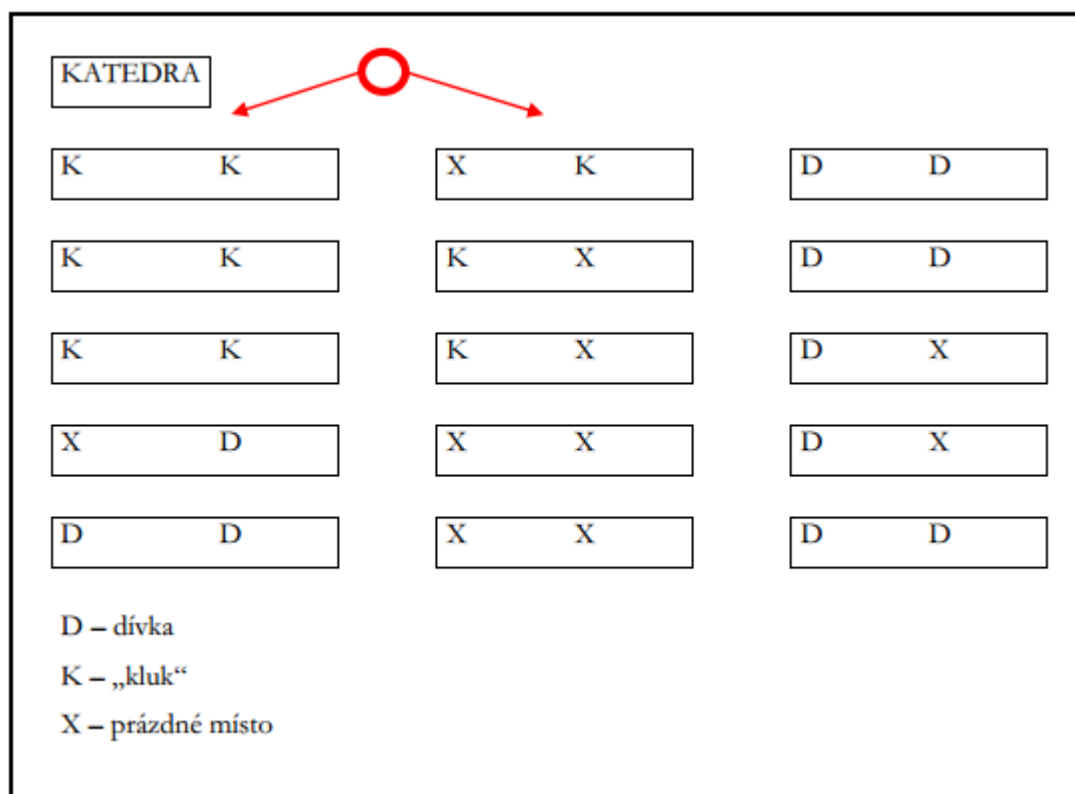 KATEDRA
K K X K D D
K K K X D D
K K K X D X
X D X X D X
D D X X D D
D – dívka
K – „kluk“
X – prázdné místo